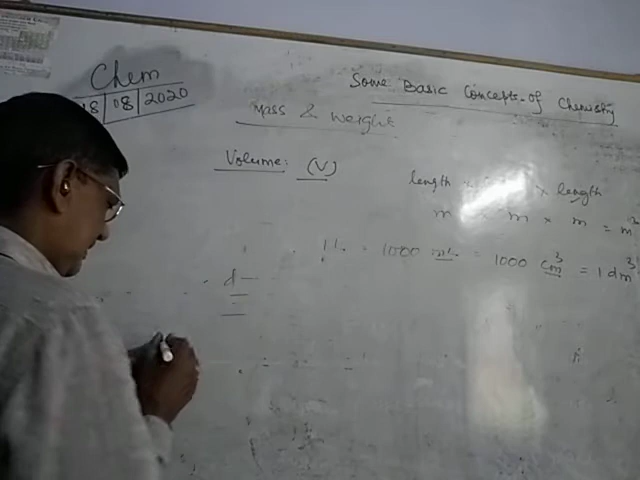 Chem
18 | 08 | 2020
Some Basic Concepts of Chemistry
Mass & Weight
Volume: (V)
length × × length
m × m × m = m³
1 L = 1000 mL = 1000 cm³ = 1 dm³
d —